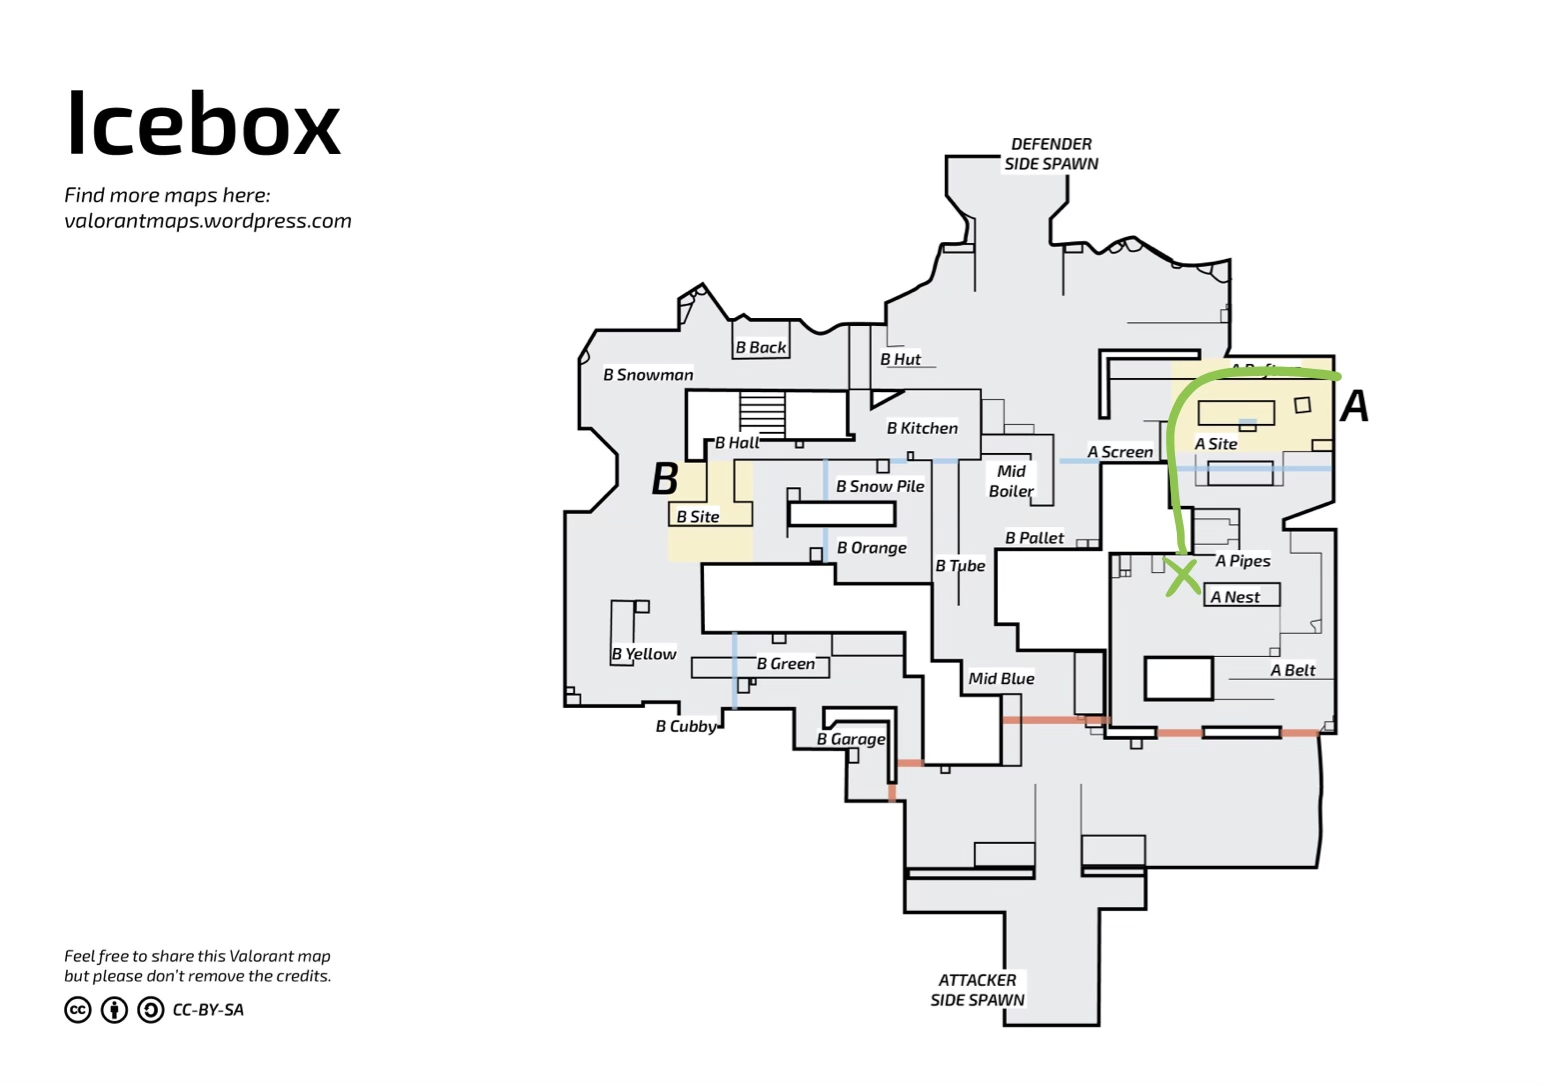 Icebox
Find more maps here:
valorantmaps.wordpress.com
DEFENDER
SIDE SPAWN
B Back
B Hut
B Snowman
A
B Kitchen
B Hall
A Screen
A Site
B
Mid
Boiler
B Snow Pile
B Site
B Pallet
B Orange
B Tube
A Pipes
A Nest
B Yellow
B Green
A Belt
Mid Blue
B Cubby
B Garage
ATTACKER
SIDE SPAWN
Feel free to share this Valorant map
but please don't remove the credits.
cc CC-BY-SA